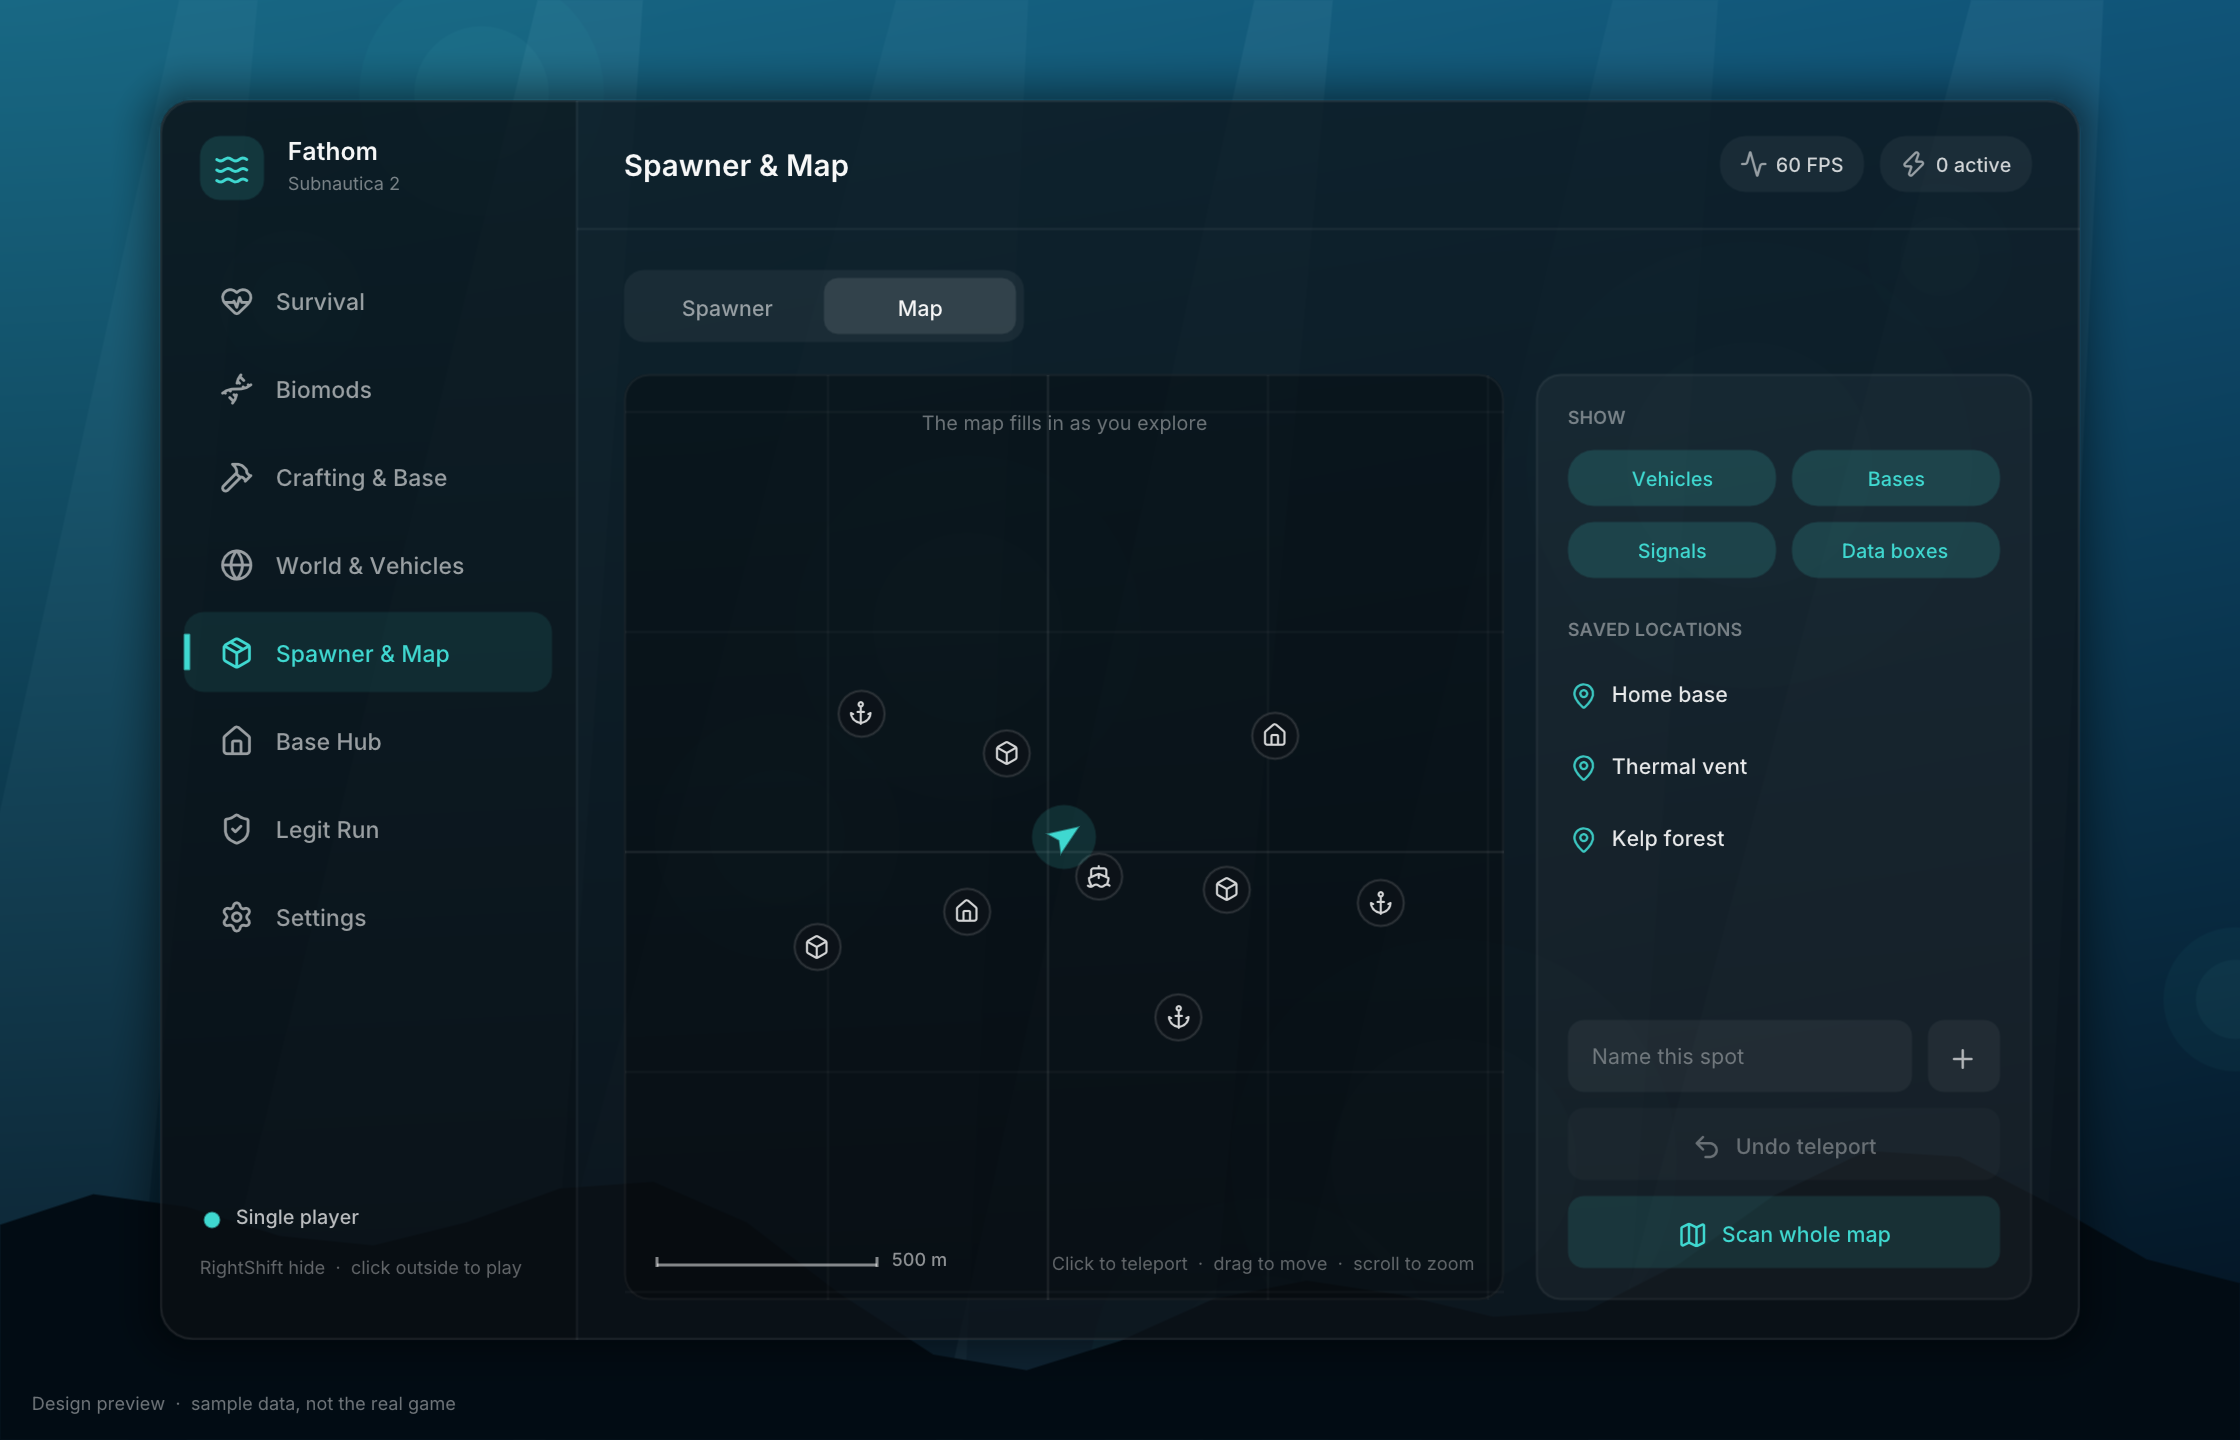 Fathom
Subnautica 2
Survival
Biomods
Crafting & Base
World & Vehicles
Spawner & Map
Base Hub
Legit Run
Settings
Single player
RightShift hide · click outside to play
Spawner & Map
60 FPS
0 active
Spawner
Map
The map fills in as you explore
500 m
Click to teleport · drag to move · scroll to zoom
SHOW
Vehicles
Bases
Signals
Data boxes
SAVED LOCATIONS
Home base
Thermal vent
Kelp forest
Name this spot
Undo teleport
Scan whole map
Design preview · sample data, not the real game